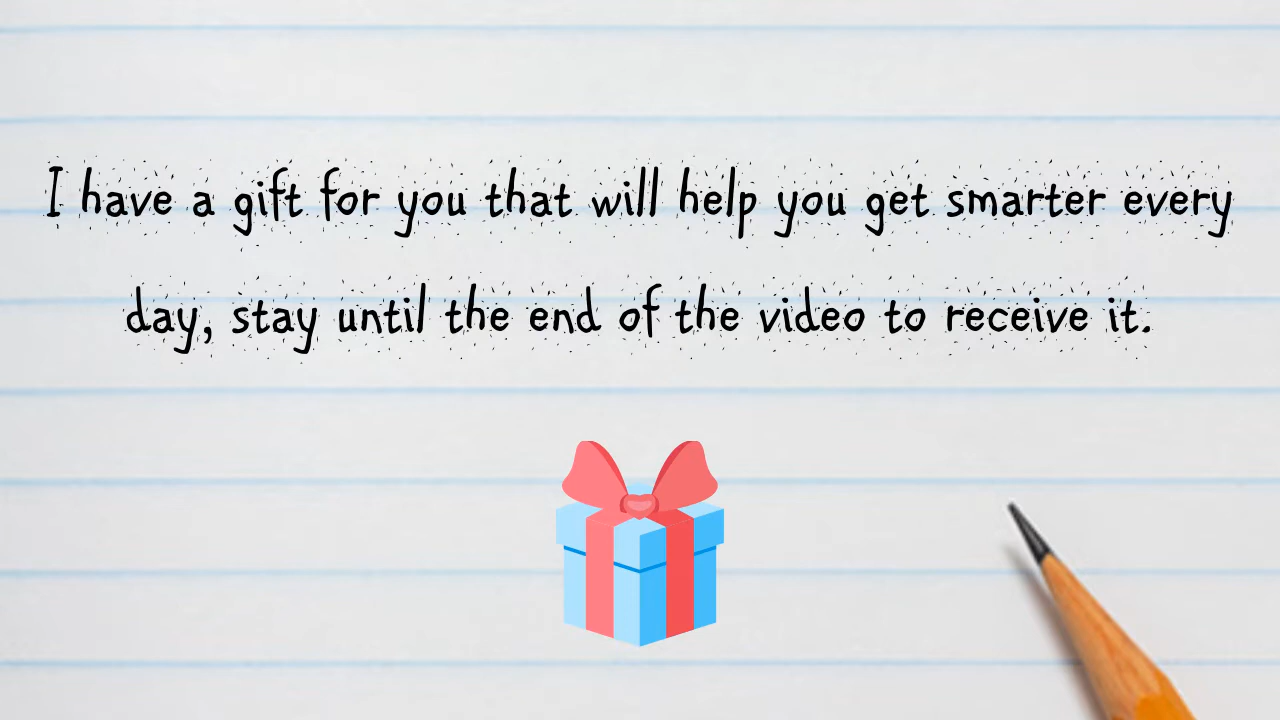 I have a gift for you that will help you get smarter every
day, stay until the end of the video to receive it.